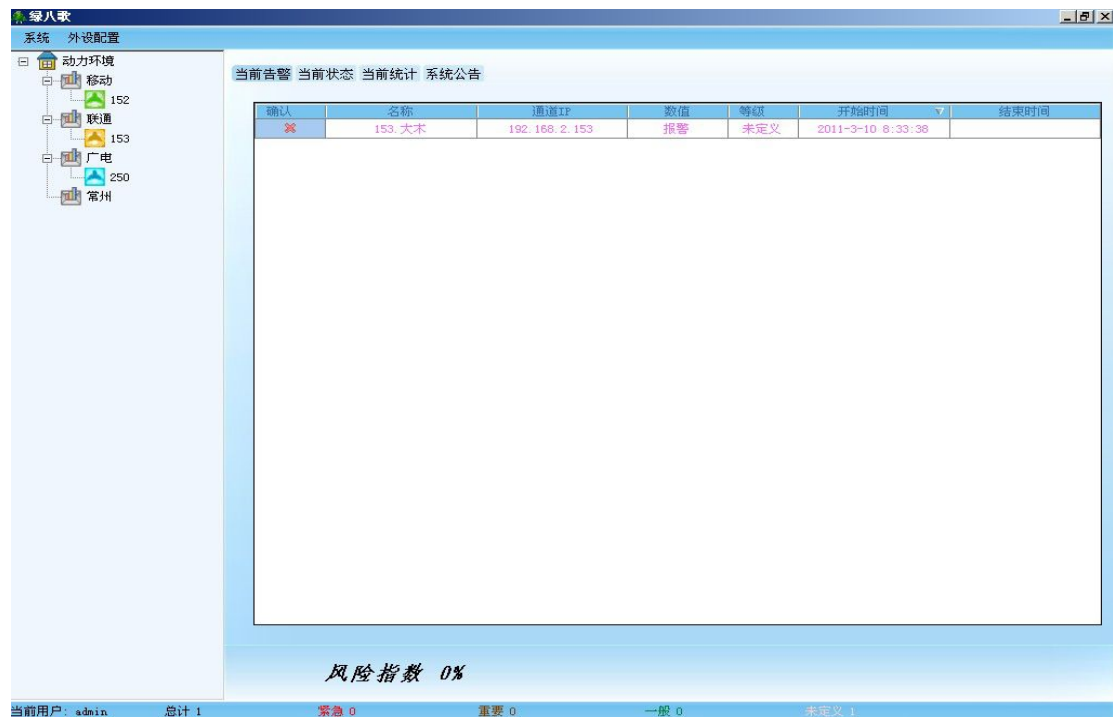 绿八歌
系统 外设配置
动力环境
移动
152
联通
153
广电
250
常州
当前告警 当前状态 当前统计 系统公告
确认 名称 通道IP 数值 等级 开始时间 结束时间
153.大木 192.168.2.153 报警 未定义 2011-3-10 8:33:38
风险指数 0%
当前用户: admin 总计 1 紧急 0 重要 0 一般 0 未定义 1